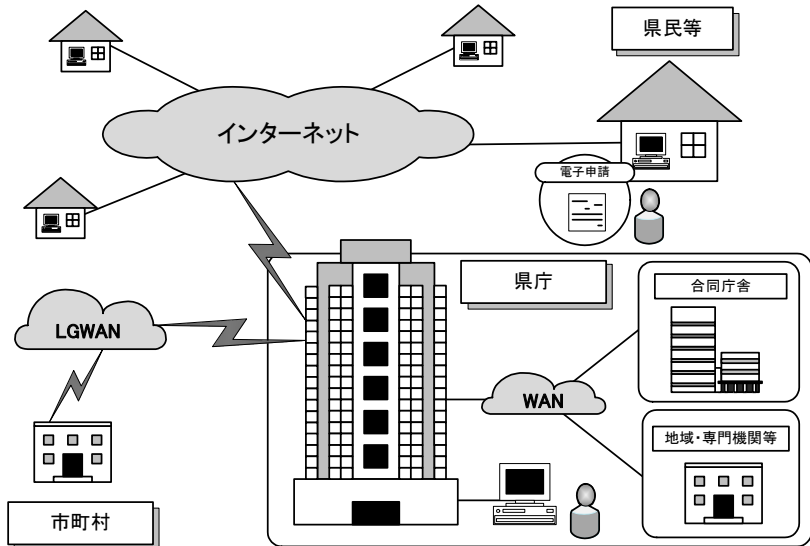 県民等
インターネット
電子申請
県庁
合同庁舎
LGWAN
WAN
地域・専門機関等
市町村